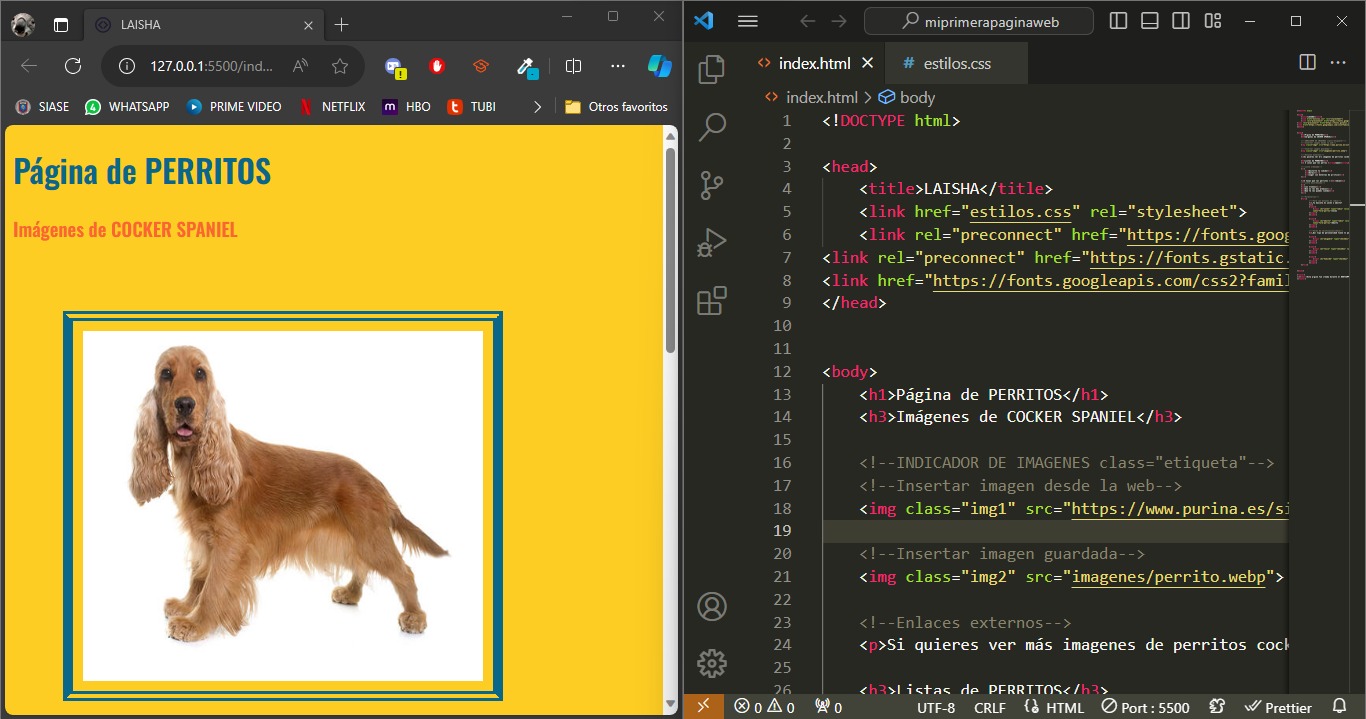 LAISHA
127.0.0.1:5500/ind...
SIASE
WHATSAPP
PRIME VIDEO
NETFLIX
HBO
TUBI
Otros favoritos
Página de PERRITOS
Imágenes de COCKER SPANIEL
miprimerapaginaweb
index.html
estilos.css
index.html > body
1 <!DOCTYPE html>
2
3 <head>
4 <title>LAISHA</title>
5 <link href="estilos.css" rel="stylesheet">
6 <link rel="preconnect" href="https://fonts.goog
7 <link rel="preconnect" href="https://fonts.gstatic.
8 <link href="https://fonts.googleapis.com/css2?famil
9 </head>
10
11
12 <body>
13 <h1>Página de PERRITOS</h1>
14 <h3>Imágenes de COCKER SPANIEL</h3>
15
16 <!--INDICADOR DE IMAGENES class="etiqueta"-->
17 <!--Insertar imagen desde la web-->
18 <img class="img1" src="https://www.purina.es/si
19
20 <!--Insertar imagen guardada-->
21 <img class="img2" src="imagenes/perrito.webp">
22
23 <!--Enlaces externos-->
24 <p>Si quieres ver más imagenes de perritos cock
25
26 <h3>Listas de PERRITOS</h3>
0 0 0
UTF-8 CRLF HTML Port : 5500 Prettier